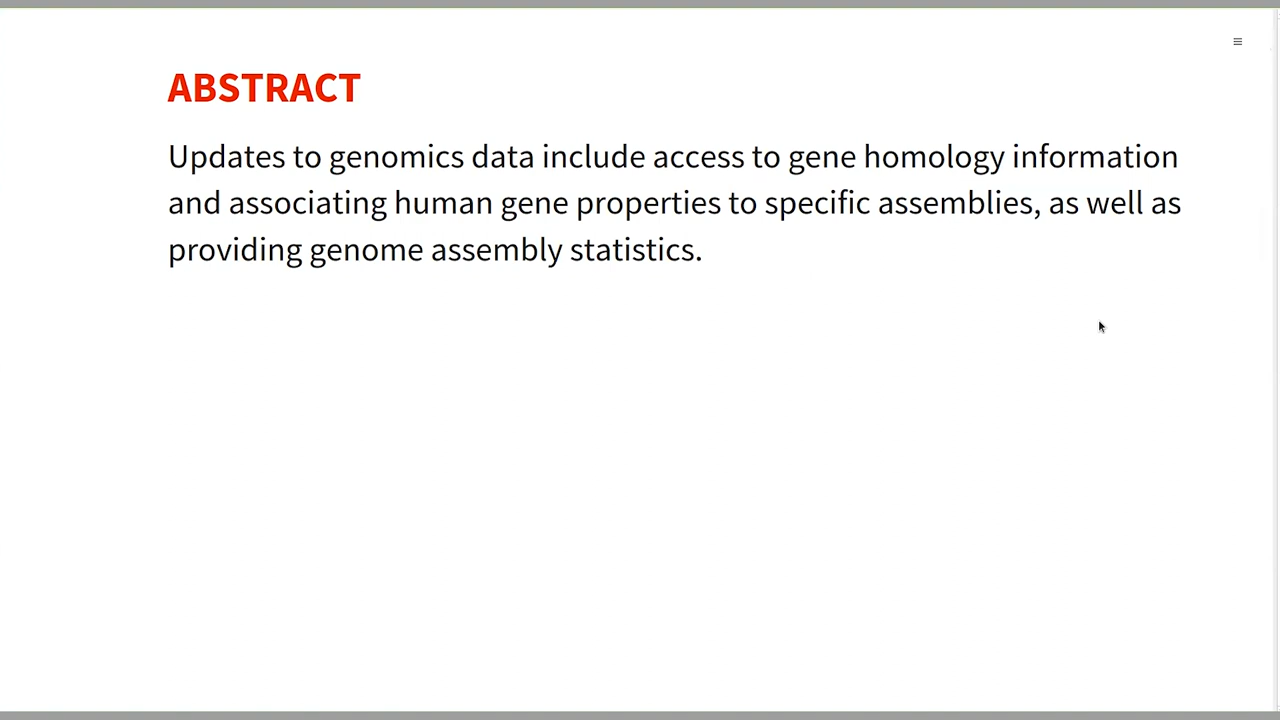 ABSTRACT
Updates to genomics data include access to gene homology information
and associating human gene properties to specific assemblies, as well as
providing genome assembly statistics.